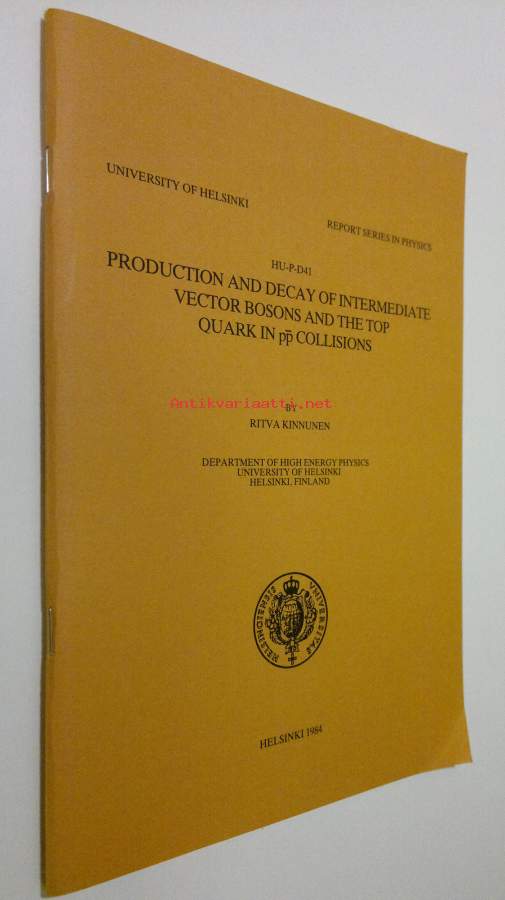 UNIVERSITY OF HELSINKI
REPORT SERIES IN PHYSICS
HU-P-D41
PRODUCTION AND DECAY OF INTERMEDIATE
VECTOR BOSONS AND THE TOP
QUARK IN pp̄ COLLISIONS
Antikvariaatti.net
BY
RITVA KINNUNEN
DEPARTMENT OF HIGH ENERGY PHYSICS
UNIVERSITY OF HELSINKI
HELSINKI, FINLAND
UNIVERSITAS
HELSINGIENSIS
HELSINKI 1984